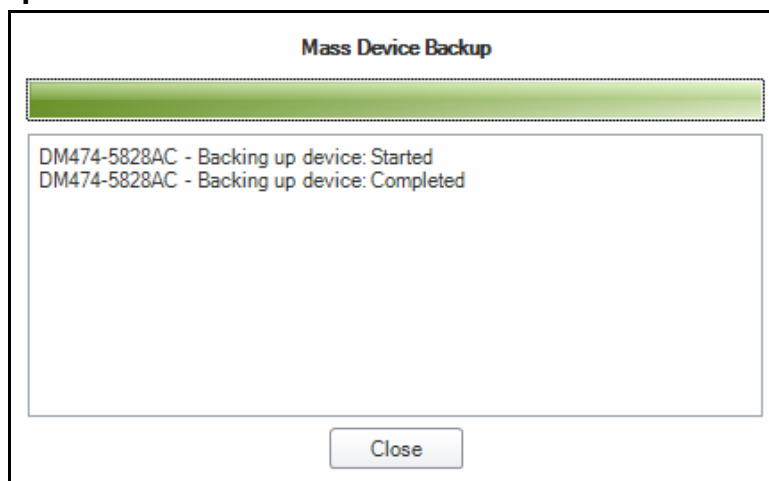 Mass Device Backup
DM474-5828AC - Backing up device: Started
DM474-5828AC - Backing up device: Completed
Close